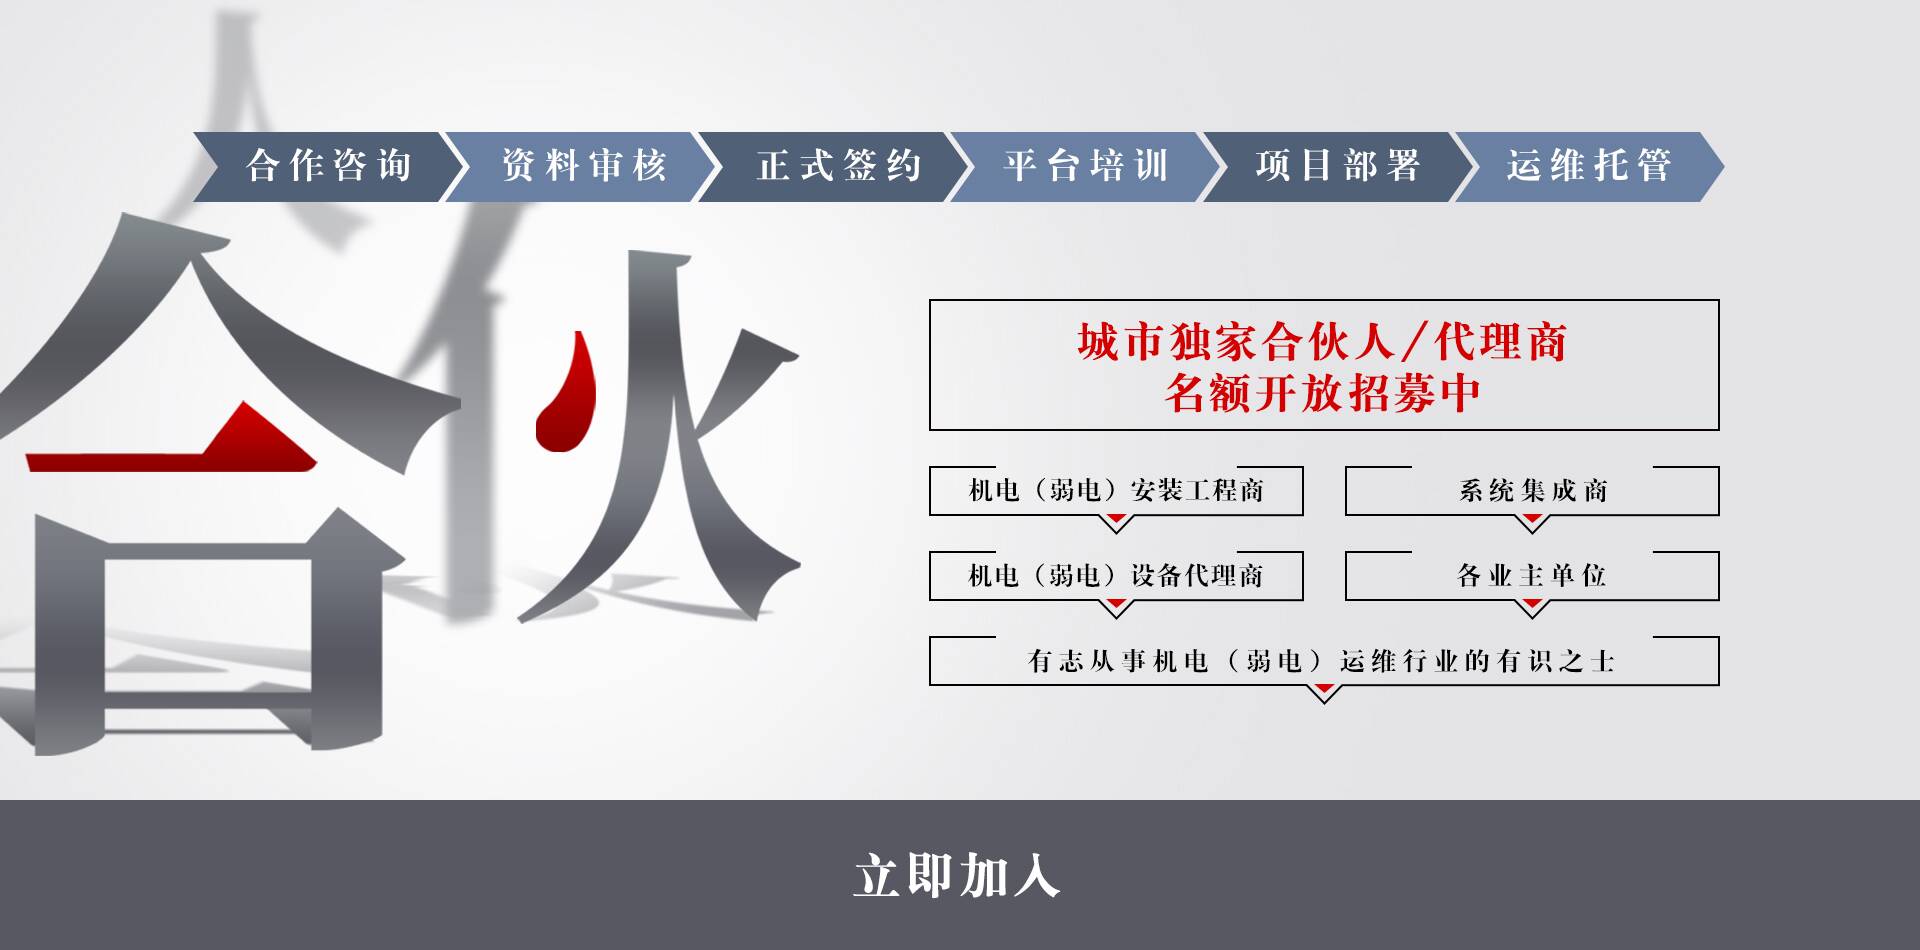 合作咨询 资料审核 正式签约 平台培训 项目部署 运维托管
合伙
城市独家合伙人/代理商
名额开放招募中
机电（弱电）安装工程商 系统集成商
机电（弱电）设备代理商 各业主单位
有志从事机电（弱电）运维行业的有识之士
立即加入